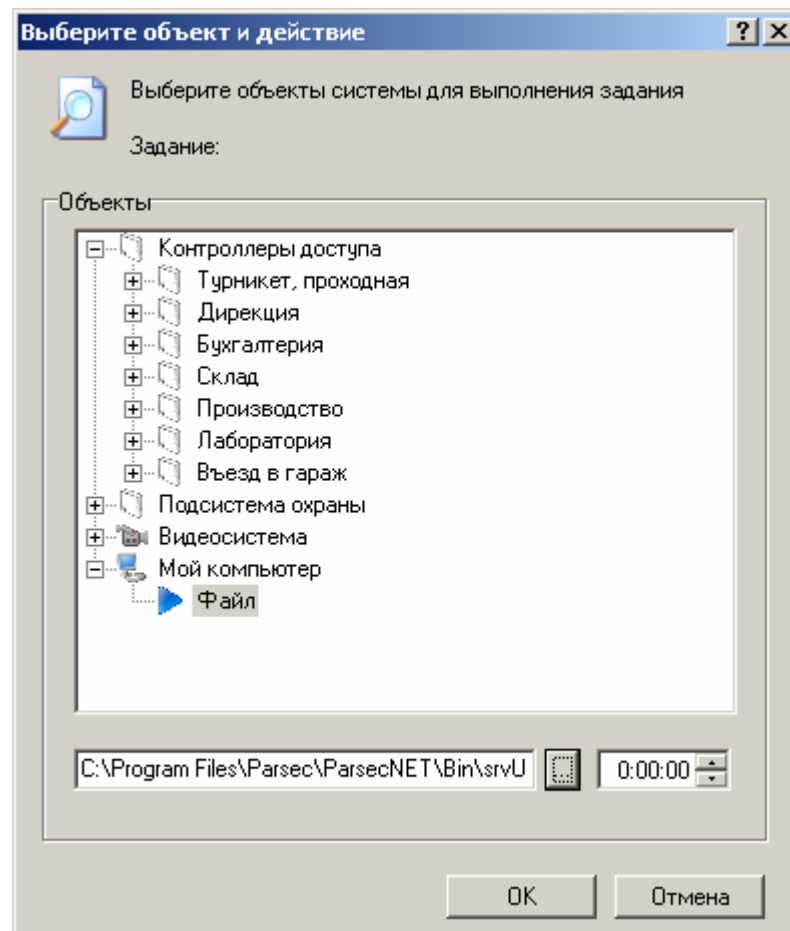 Выберите объект и действие
Выберите объекты системы для выполнения задания
Задание:
Объекты
Контроллеры доступа
Турникет, проходная
Дирекция
Бухгалтерия
Склад
Производство
Лаборатория
Въезд в гараж
Подсистема охраны
Видеосистема
Мой компьютер
Файл
C:\Program Files\Parsec\ParsecNET\Bin\srvU
0:00:00
OK
Отмена